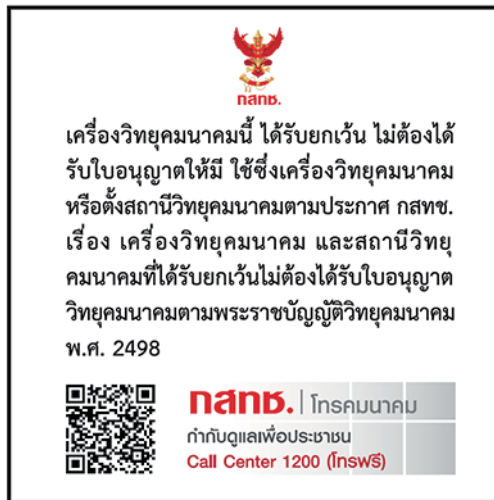 กสทช.
เครื่องวิทยุคมนาคมนี้ ได้รับยกเว้น ไม่ต้องได้
รับใบอนุญาตให้มี ใช้ซึ่งเครื่องวิทยุคมนาคม
หรือตั้งสถานีวิทยุคมนาคมตามประกาศ กสทช.
เรื่อง เครื่องวิทยุคมนาคม และสถานีวิทยุ
คมนาคมที่ได้รับยกเว้นไม่ต้องได้รับใบอนุญาต
วิทยุคมนาคมตามพระราชบัญญัติวิทยุคมนาคม
พ.ศ. 2498
กสทช. | โทรคมนาคม
กำกับดูแลเพื่อประชาชน
Call Center 1200 (โทรฟรี)